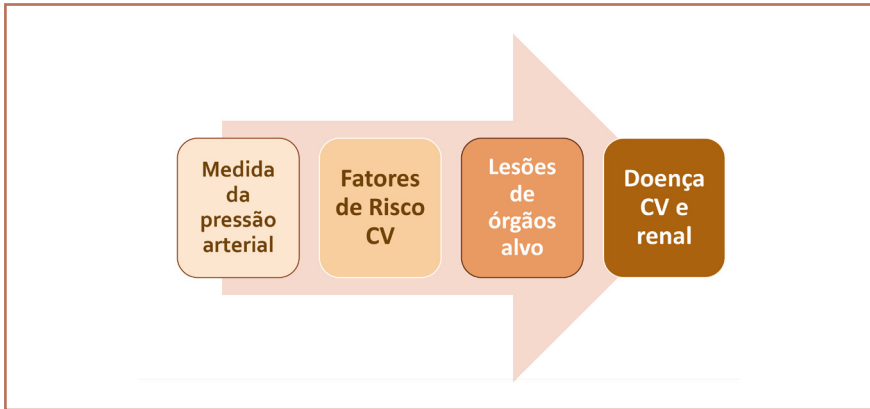 Medida
da
pressão
arterial
Fatores
de Risco
CV
Lesões
de
órgãos
alvo
Doença
CV e
renal